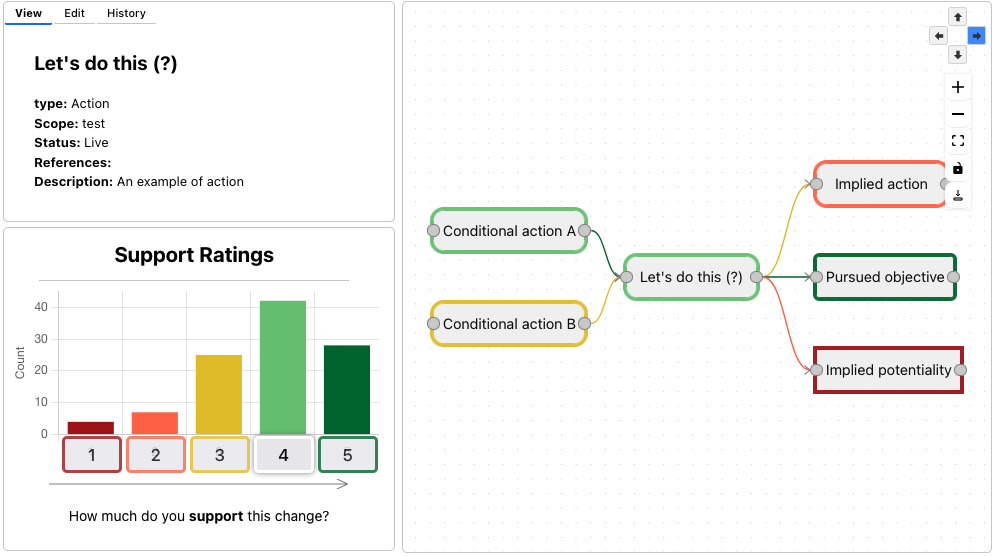 View Edit History
Let's do this (?)
type: Action
Scope: test
Status: Live
References:
Description: An example of action
Support Ratings
Count
40
30
20
10
0
1 2 3 4 5
How much do you support this change?
Conditional action A
Conditional action B
Let's do this (?)
Implied action
Pursued objective
Implied potentiality